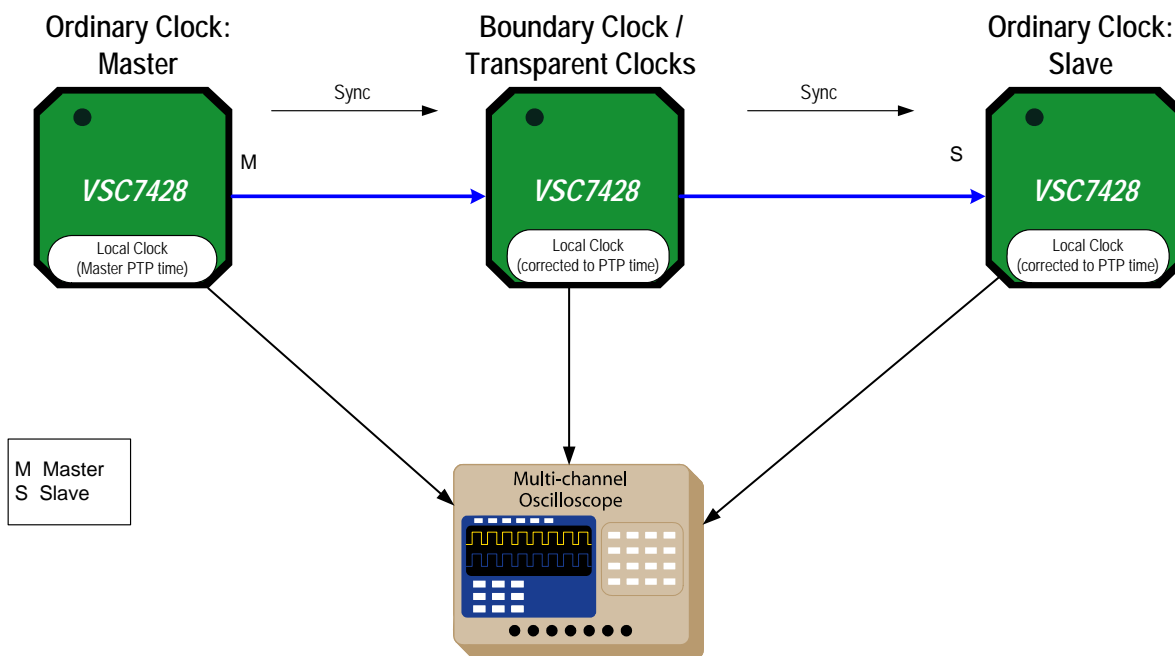 Ordinary Clock:
Master
Boundary Clock /
Transparent Clocks
Ordinary Clock:
Slave
Sync
Sync
M
S
VSC7428
VSC7428
VSC7428
Local Clock
(Master PTP time)
Local Clock
(corrected to PTP time)
Local Clock
(corrected to PTP time)
M Master
S Slave
Multi-channel
Oscilloscope